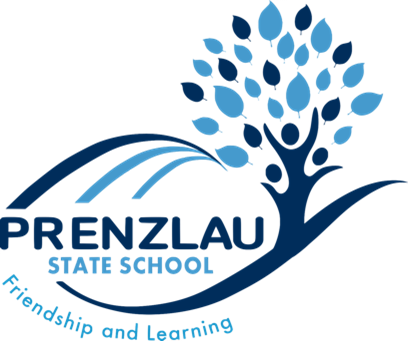 PRENZLAU
STATE SCHOOL
Friendship and Learning